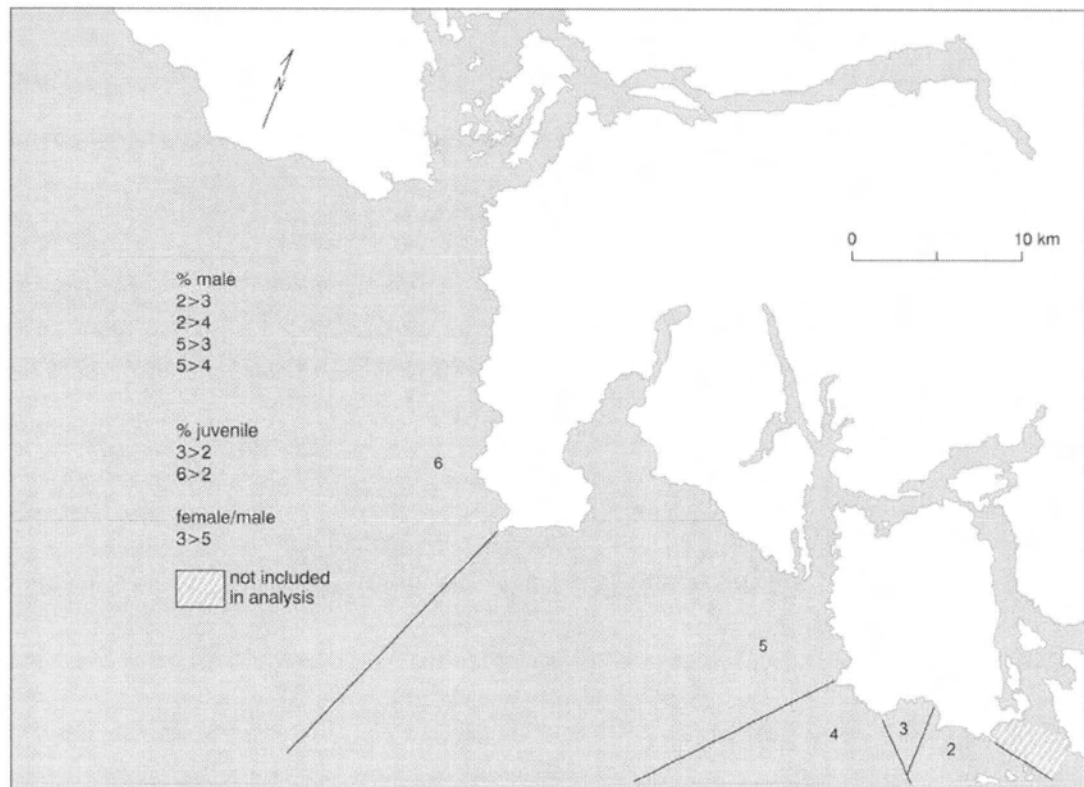 N
0 10 km
% male
2>3
2>4
5>3
5>4
% juvenile
3>2
6>2
female/male
3>5
not included
in analysis
6
5
4
3
2